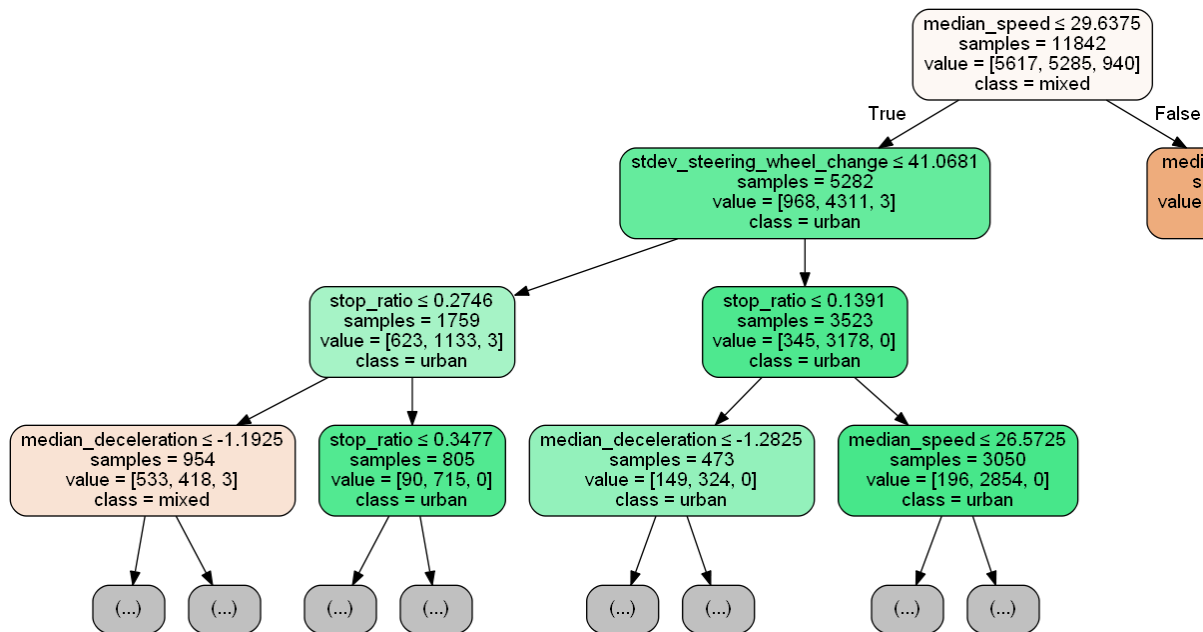 median_speed ≤ 29.6375
samples = 11842
value = [5617, 5285, 940]
class = mixed
True
False
stdev_steering_wheel_change ≤ 41.0681
samples = 5282
value = [968, 4311, 3]
class = urban
medi
s
value
stop_ratio ≤ 0.2746
samples = 1759
value = [623, 1133, 3]
class = urban
stop_ratio ≤ 0.1391
samples = 3523
value = [345, 3178, 0]
class = urban
median_deceleration ≤ -1.1925
samples = 954
value = [533, 418, 3]
class = mixed
stop_ratio ≤ 0.3477
samples = 805
value = [90, 715, 0]
class = urban
median_deceleration ≤ -1.2825
samples = 473
value = [149, 324, 0]
class = urban
median_speed ≤ 26.5725
samples = 3050
value = [196, 2854, 0]
class = urban
(...)
(...)
(...)
(...)
(...)
(...)
(...)
(...)